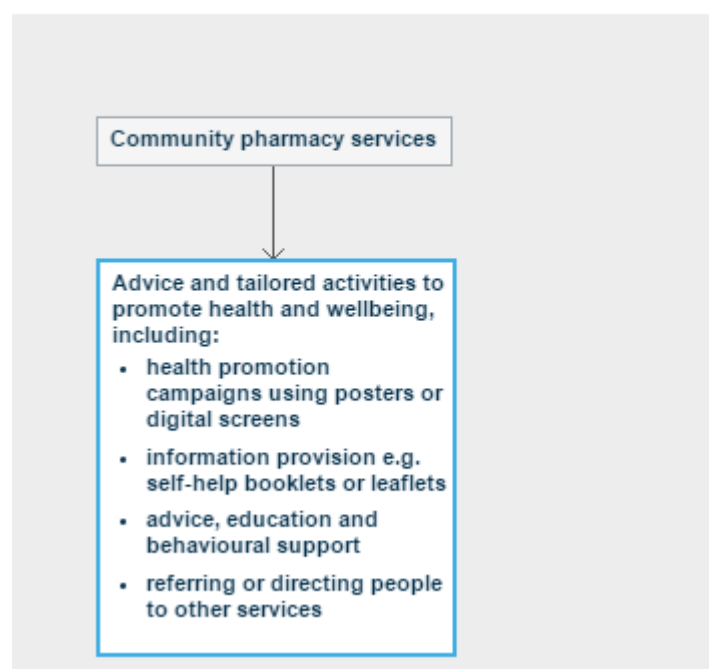 Community pharmacy services
Advice and tailored activities to
promote health and wellbeing,
including:
• health promotion
campaigns using posters or
digital screens
• information provision e.g.
self-help booklets or leaflets
• advice, education and
behavioural support
• referring or directing people
to other services